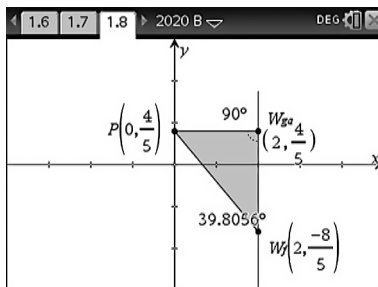 1.6 1.7 1.8 2020 B DEG
y
90°
P(0, 4/5)
Wga
(2, 4/5)
x
39.8056°
Wf(2, -8/5)